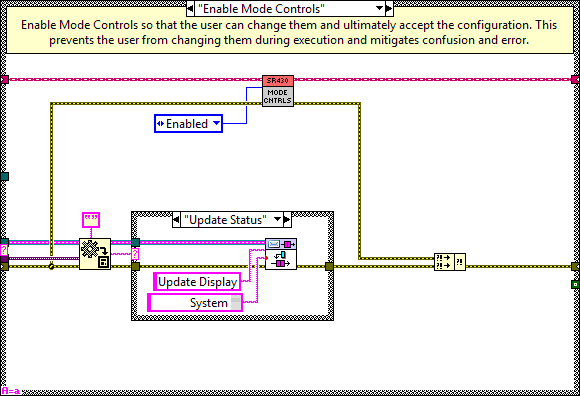 "Enable Mode Controls"
Enable Mode Controls so that the user can change them and ultimately accept the configuration. This
prevents the user from changing them during execution and mitigates confusion and error.
SR430
MODE
CNTRLS
Enabled
""
"Update Status"
?
?
Update Display
System
?! ?!
?!
A=a